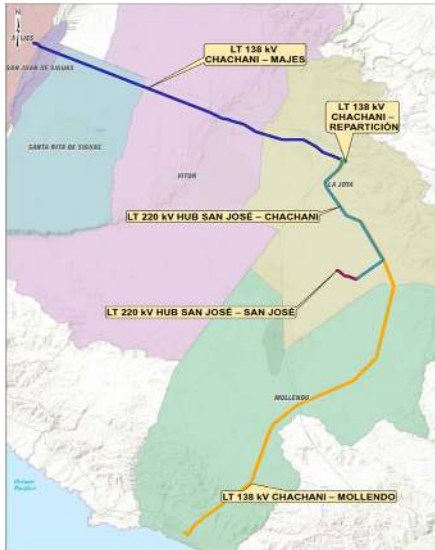 N
SIGUAS
SAN JUAN DE SIGUAS
LT 138 kV
CHACHANI – MAJES
LT 138 kV
CHACHANI –
REPARTICIÓN
SANTA RITA DE SIGUAS
VITOR
LA JOYA
LT 220 kV HUB SAN JOSÉ – CHACHANI
LT 220 kV HUB SAN JOSÉ – SAN JOSÉ
MOLLENDO
Océano
Pacífico
LT 138 kV CHACHANI – MOLLENDO